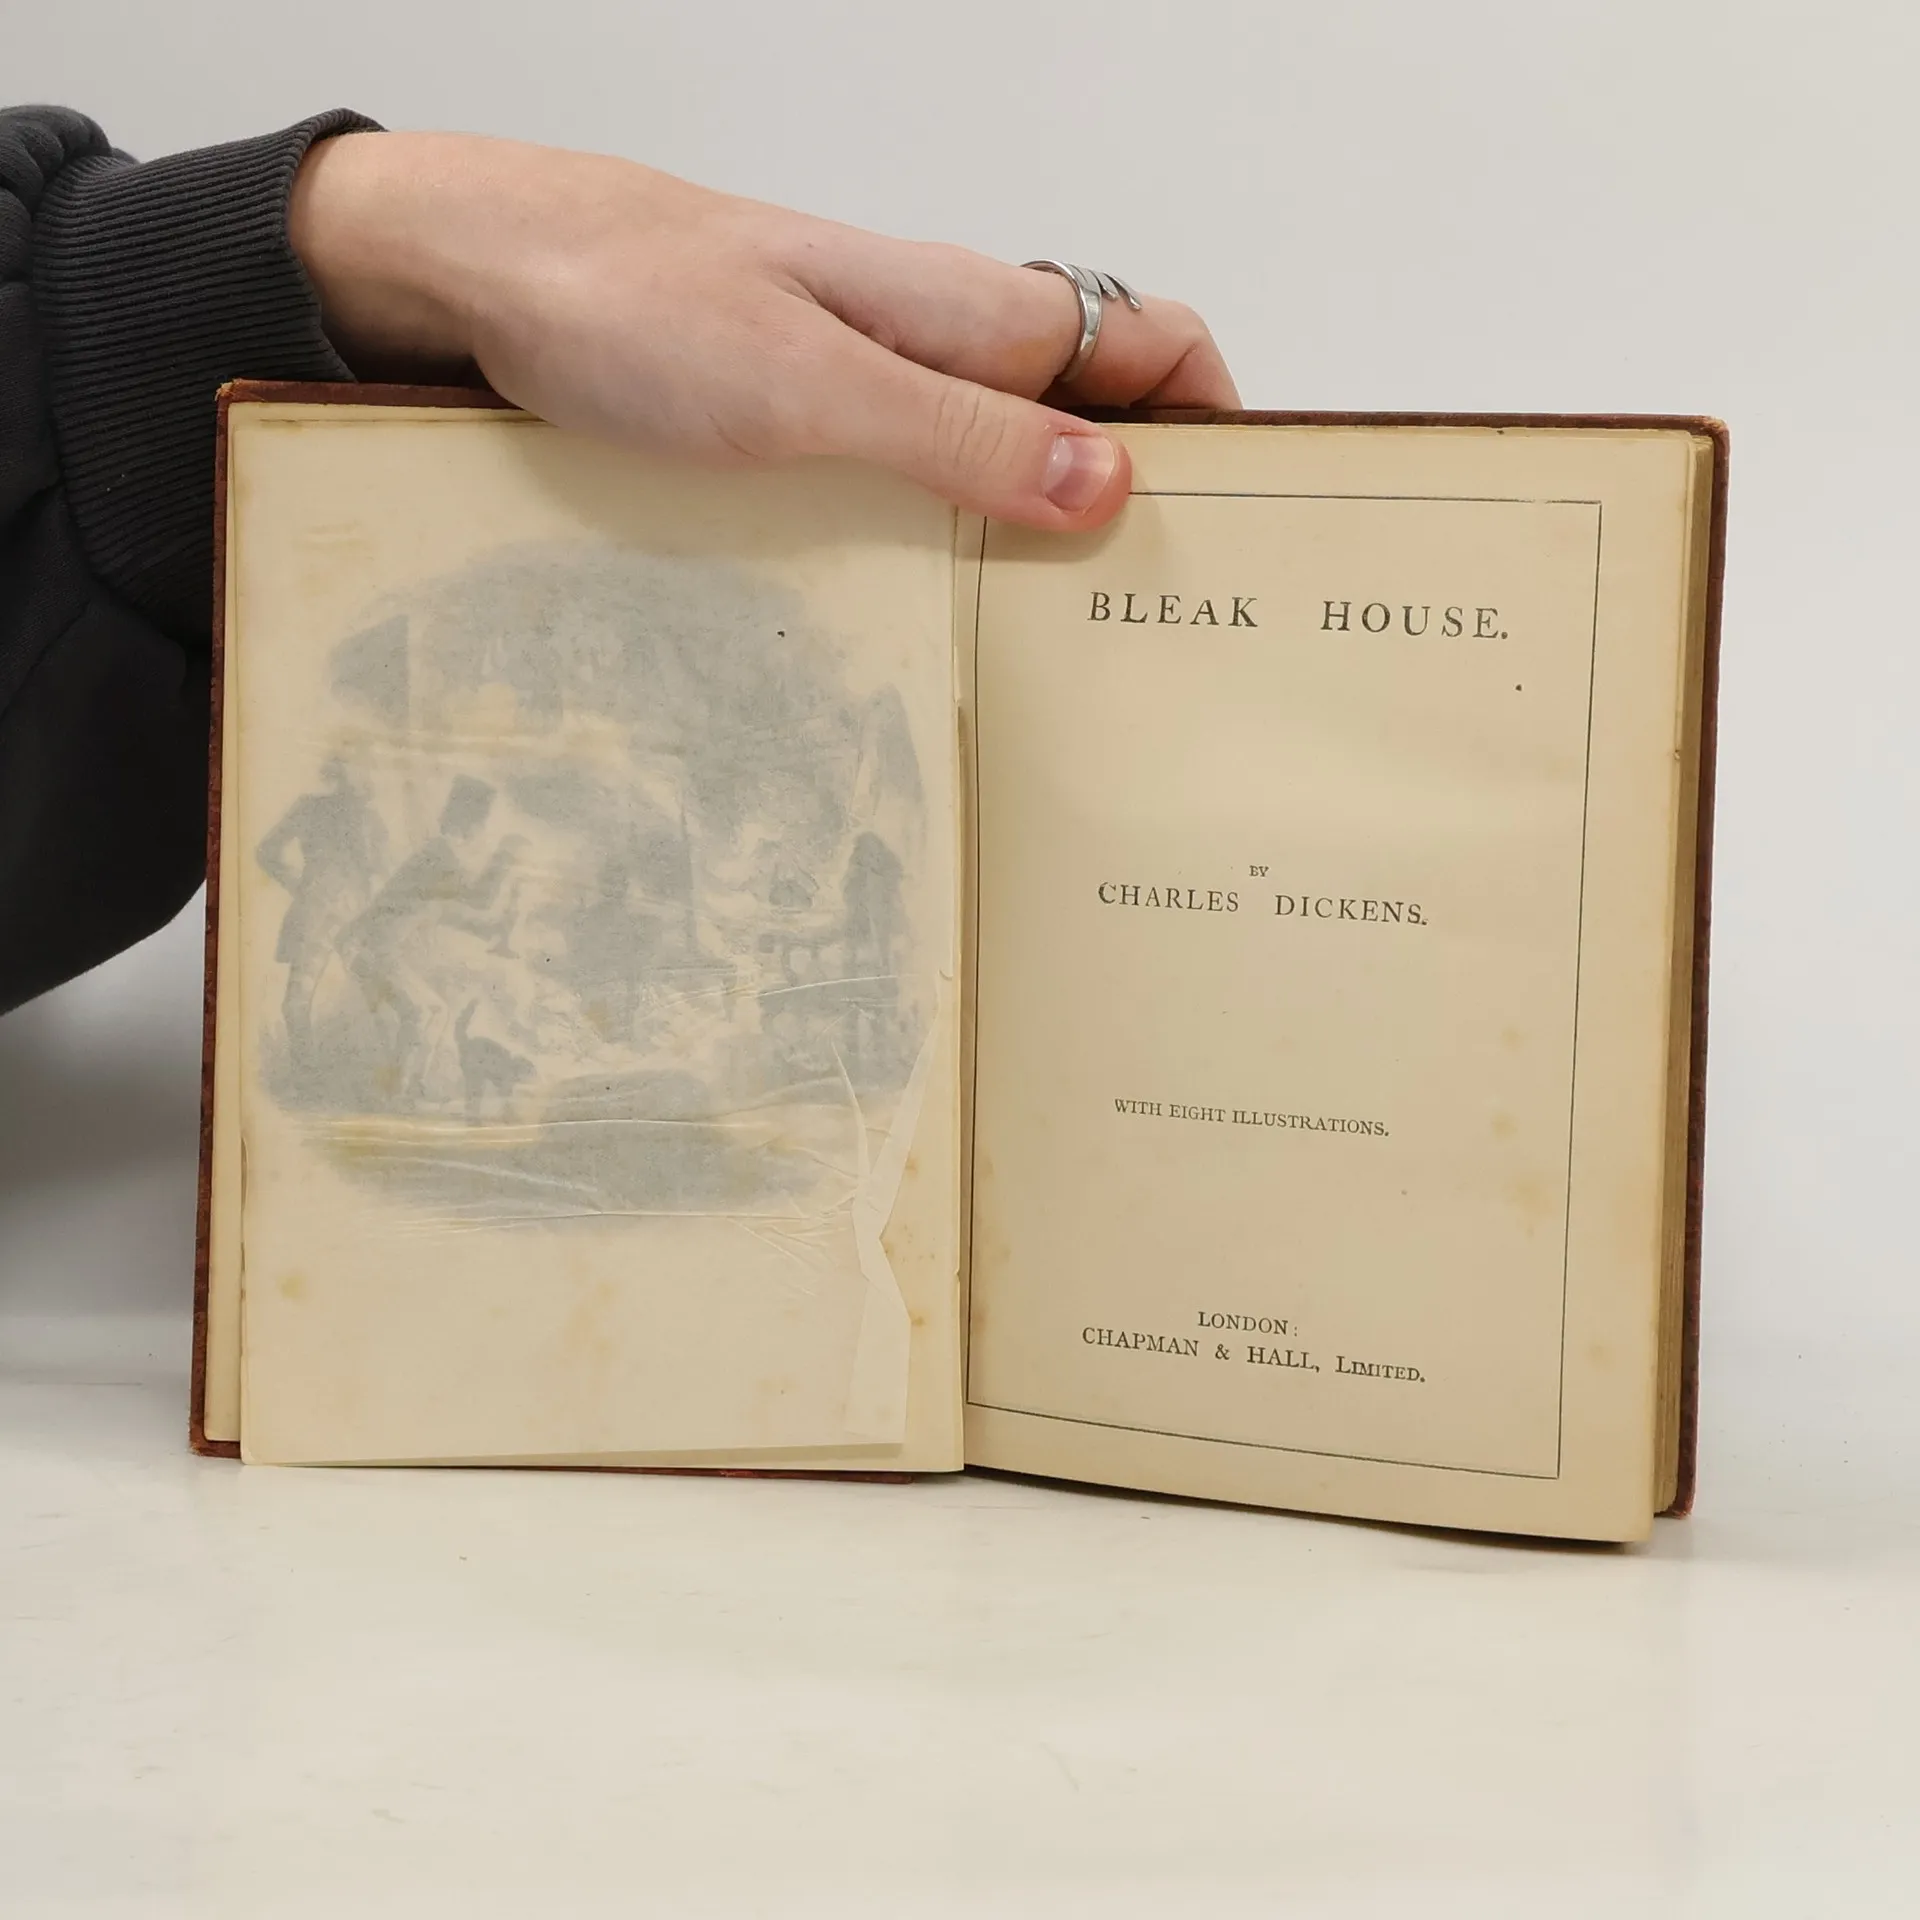 BLEAK HOUSE.
BY
CHARLES DICKENS.
WITH EIGHT ILLUSTRATIONS.
LONDON:
CHAPMAN & HALL, LIMITED.